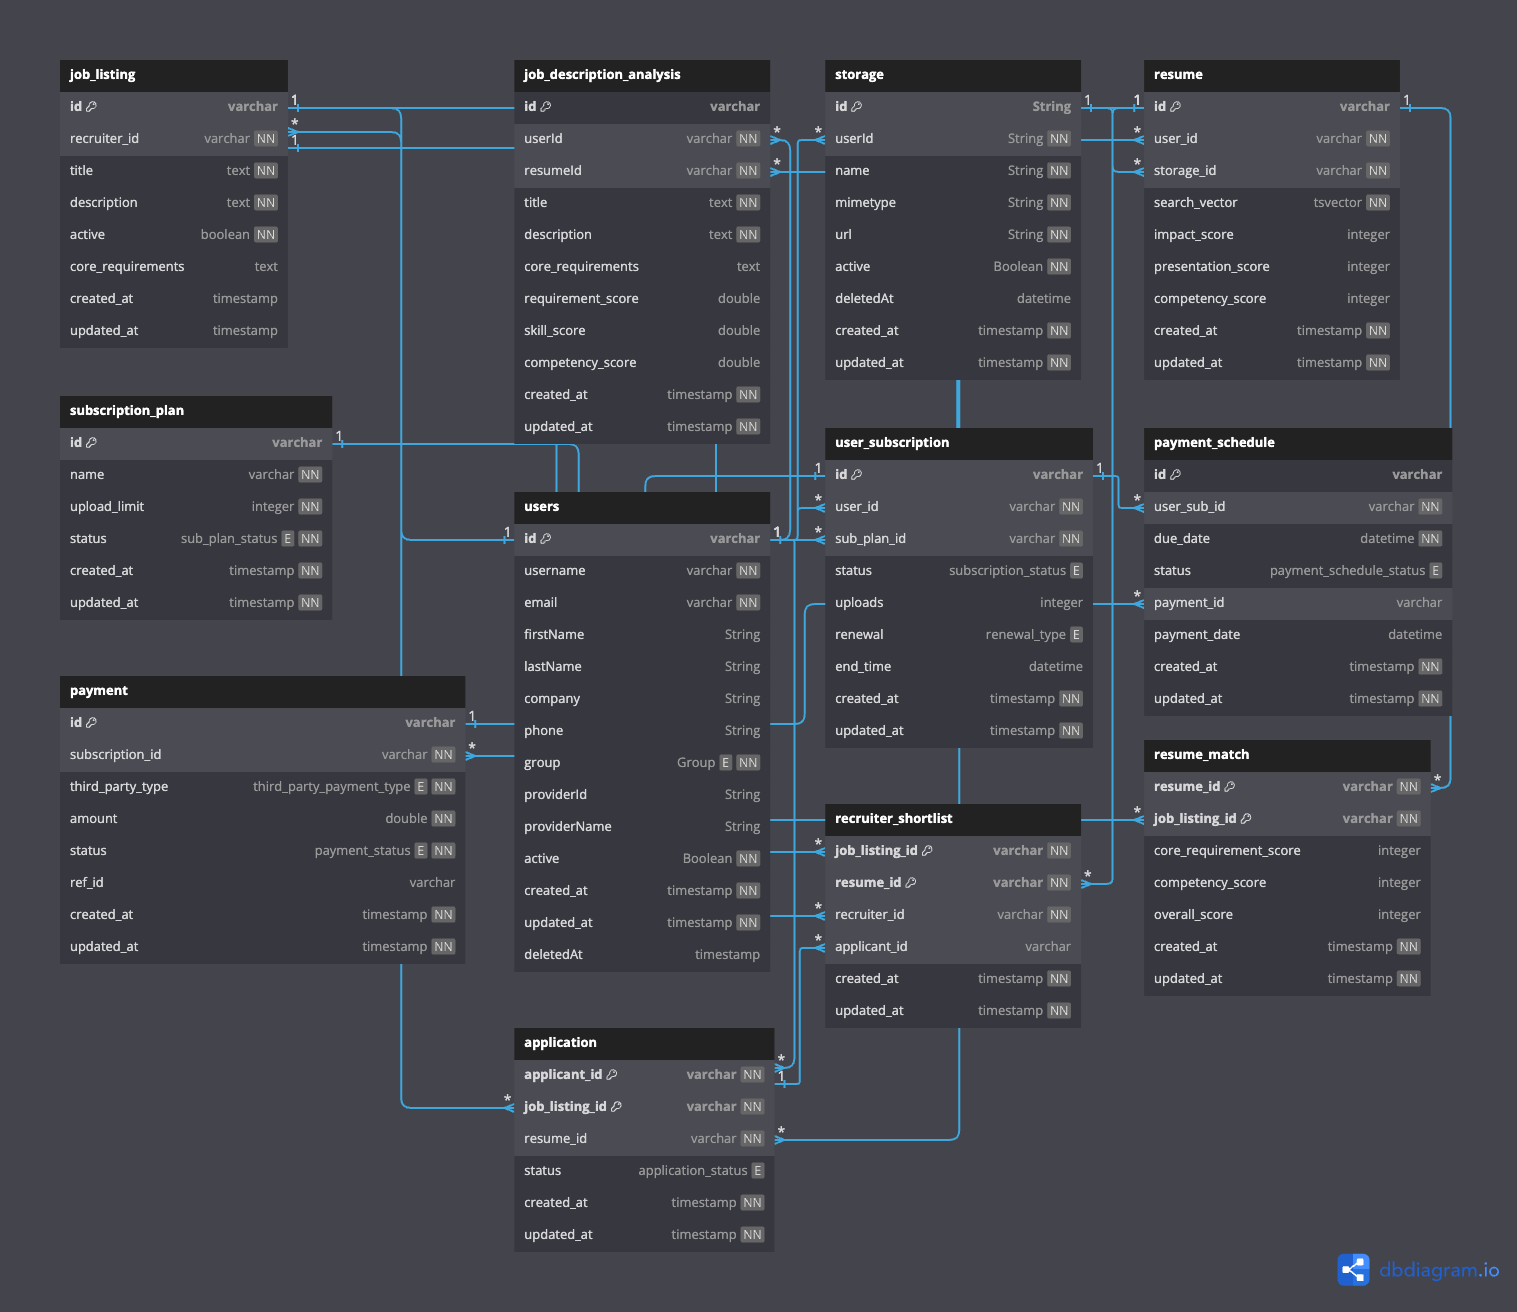 job_listing
id varchar
recruiter_id varchar NN
title text NN
description text NN
active boolean NN
core_requirements text
created_at timestamp
updated_at timestamp
1
*
1
job_description_analysis
id varchar
userId varchar NN
resumeId varchar NN
title text NN
description text NN
core_requirements text
requirement_score double
skill_score double
competency_score double
created_at timestamp NN
updated_at timestamp NN
*
*
storage
id String
userId String NN
name String NN
mimetype String NN
url String NN
active Boolean NN
deletedAt datetime
created_at timestamp NN
updated_at timestamp NN
*
1
resume
id varchar
user_id varchar NN
storage_id varchar NN
search_vector tsvector NN
impact_score integer
presentation_score integer
competency_score integer
created_at timestamp NN
updated_at timestamp NN
1
*
*
1
subscription_plan
id varchar
name varchar NN
upload_limit integer NN
status sub_plan_status E NN
created_at timestamp NN
updated_at timestamp NN
1
users
id varchar
username varchar NN
email varchar NN
firstName String
lastName String
company String
phone String
group Group E NN
providerId String
providerName String
active Boolean NN
created_at timestamp NN
updated_at timestamp NN
deletedAt timestamp
1
1
user_subscription
id varchar
user_id varchar NN
sub_plan_id varchar NN
status subscription_status E
uploads integer
renewal renewal_type E
end_time datetime
created_at timestamp NN
updated_at timestamp NN
1
*
*
1
payment_schedule
id varchar
user_sub_id varchar NN
due_date datetime NN
status payment_schedule_status E
payment_id varchar
payment_date datetime
created_at timestamp NN
updated_at timestamp NN
*
*
payment
id varchar
subscription_id varchar NN
third_party_type third_party_payment_type E NN
amount double NN
status payment_status E NN
ref_id varchar
created_at timestamp NN
updated_at timestamp NN
1
*
recruiter_shortlist
job_listing_id varchar NN
resume_id varchar NN
recruiter_id varchar NN
applicant_id varchar
created_at timestamp NN
updated_at timestamp NN
*
*
*
*
resume_match
resume_id varchar NN
job_listing_id varchar NN
core_requirement_score integer
competency_score integer
overall_score integer
created_at timestamp NN
updated_at timestamp NN
*
*
application
applicant_id varchar NN
job_listing_id varchar NN
resume_id varchar NN
status application_status E
created_at timestamp NN
updated_at timestamp NN
*
1
*
*
dbdiagram.io